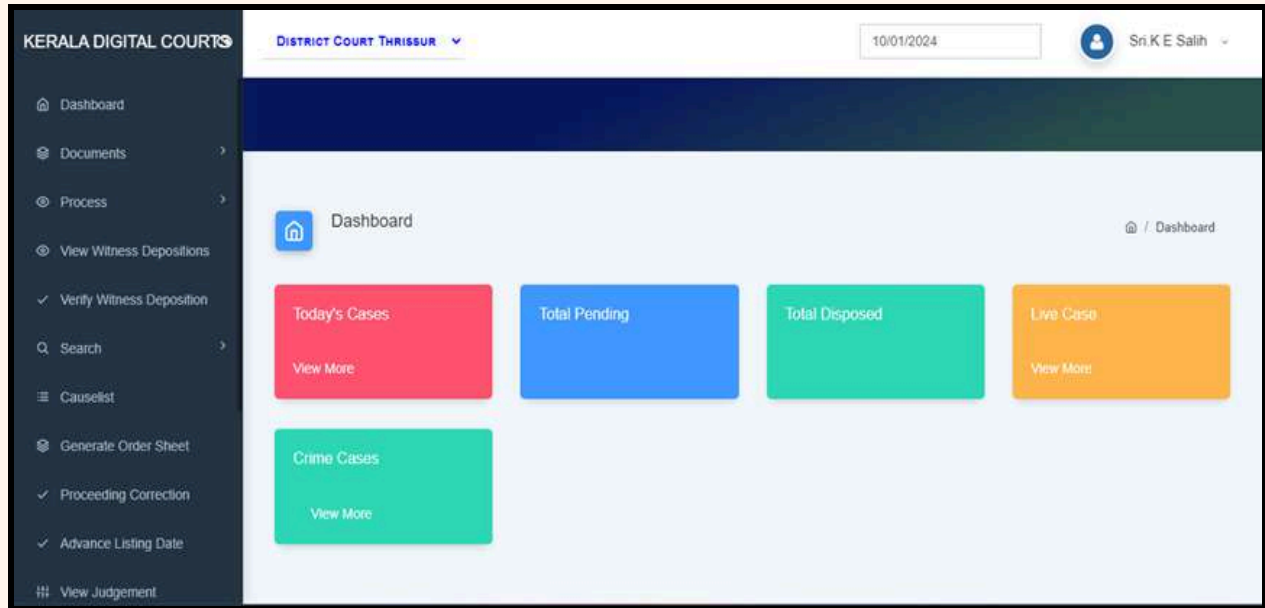 KERALA DIGITAL COURTS
DISTRICT COURT THRISSUR
10/01/2024
Sri.K E Salih
Dashboard
Documents
Process
View Witness Depositions
Verify Witness Deposition
Search
Causelist
Generate Order Sheet
Proceeding Correction
Advance Listing Date
View Judgement
Dashboard
/ Dashboard
Today's Cases
View More
Total Pending
Total Disposed
Live Case
View More
Crime Cases
View More